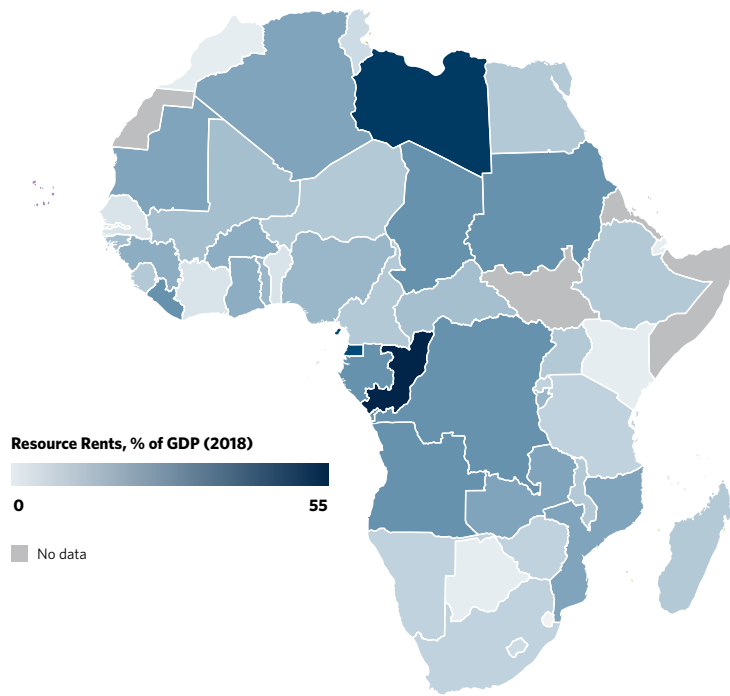 Resource Rents, % of GDP (2018)
0 55
No data